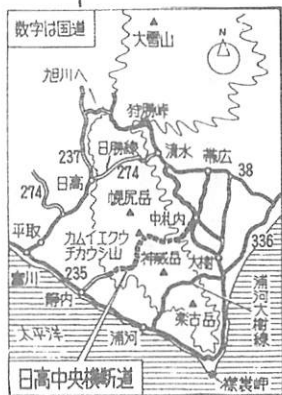 数字は国道
大雪山
N
旭川へ
狩勝峠
日勝線
清水
帯広
237
274
38
274
日高
幌尻岳
中札内
336
平取
カムイエクウ
チカウシ山
神威岳
大樹
富川
235
静内
浦河大樹線
楽古岳
太平洋
浦河
日高中央横断道
襟裳岬